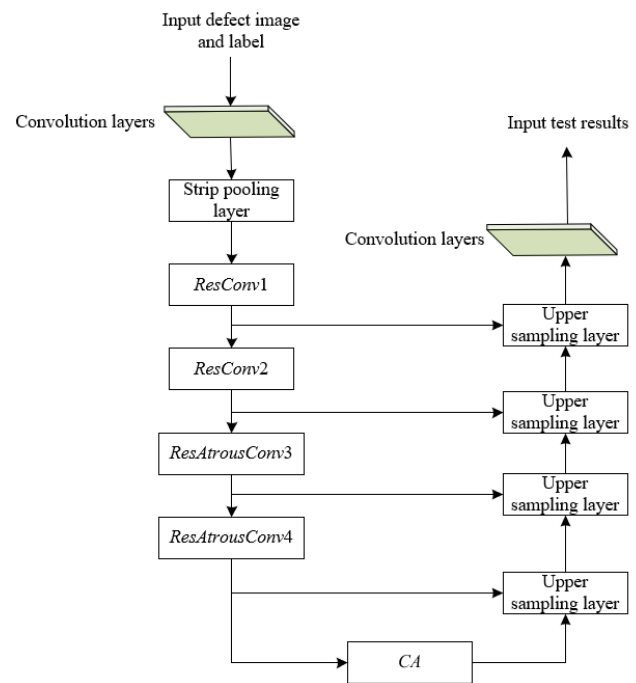 Input defect image
and label
Convolution layers
Strip pooling
layer
ResConv1
ResConv2
ResAtrousConv3
ResAtrousConv4
CA
Upper
sampling layer
Upper
sampling layer
Upper
sampling layer
Upper
sampling layer
Convolution layers
Input test results